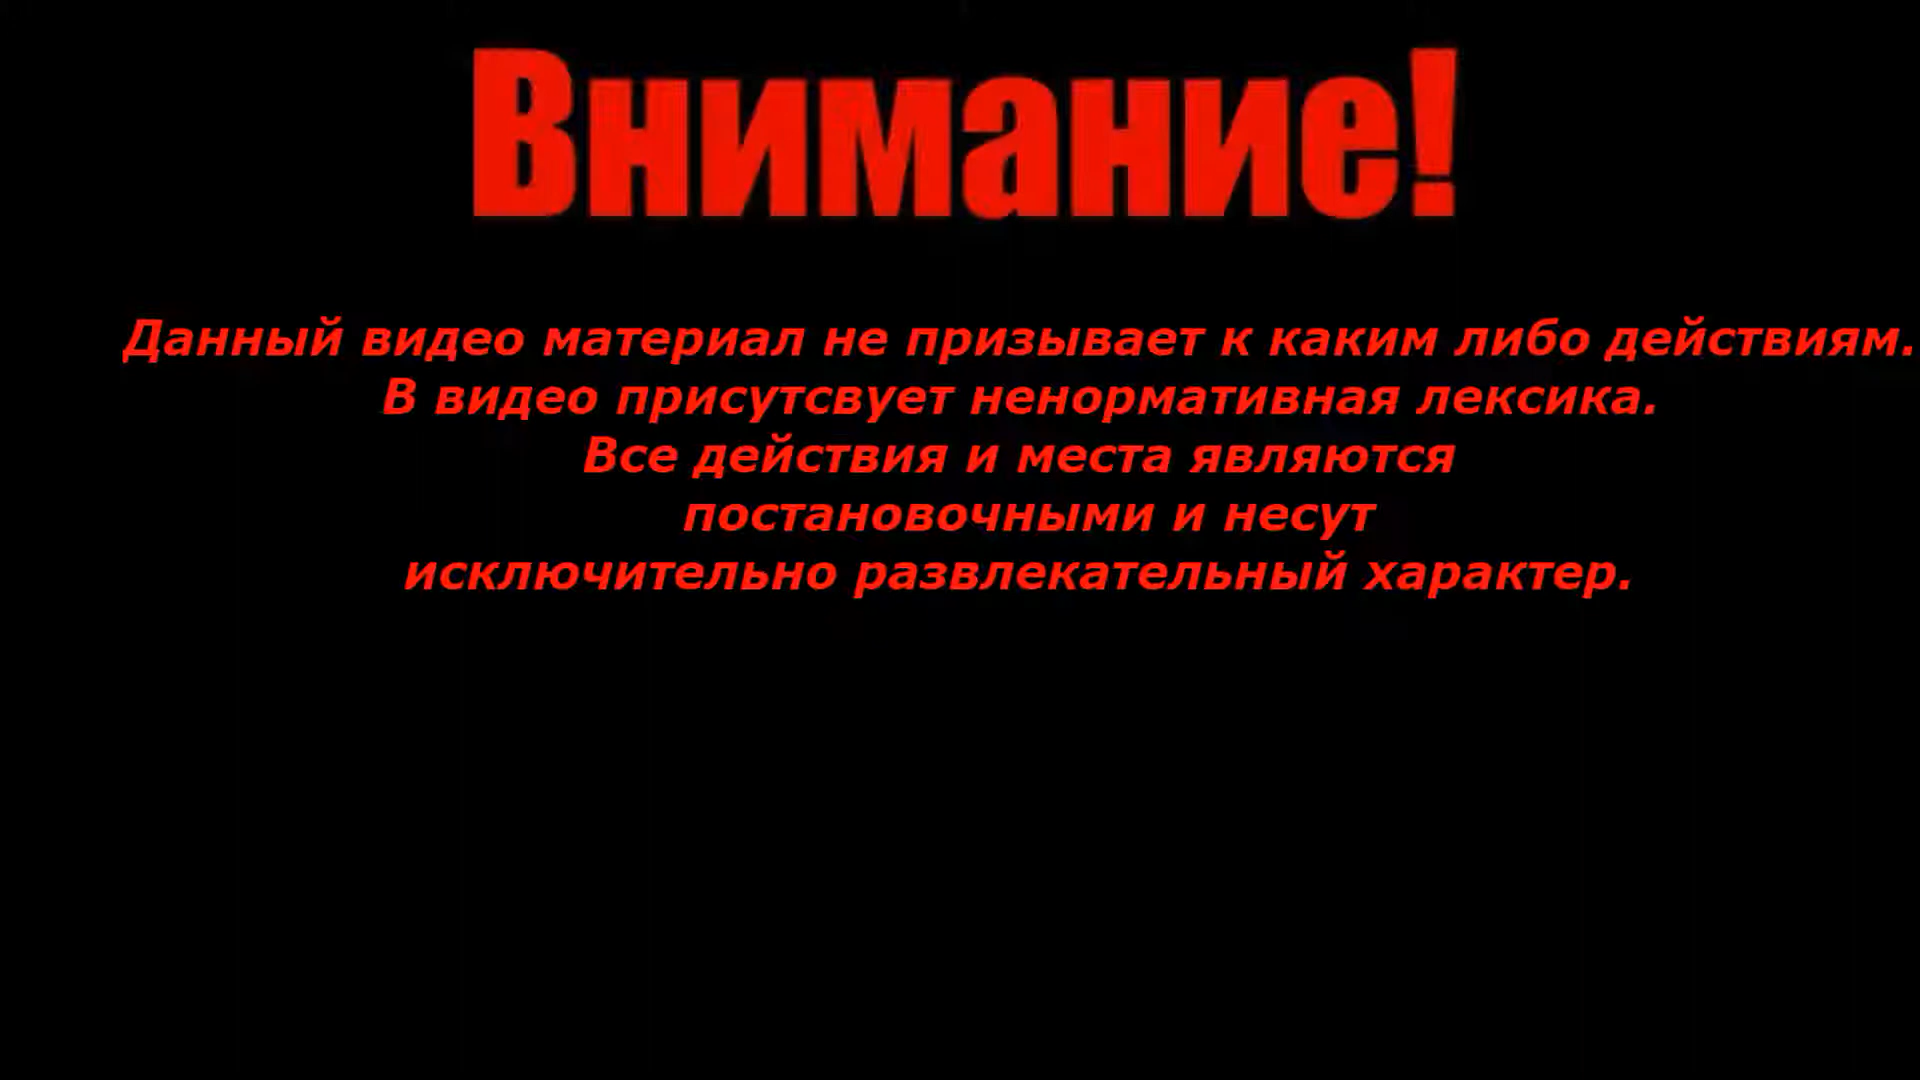 Внимание!
Данный видео материал не призывает к каким либо действиям.
В видео присутсвует ненормативная лексика.
Все действия и места являются
постановочными и несут
исключительно развлекательный характер.